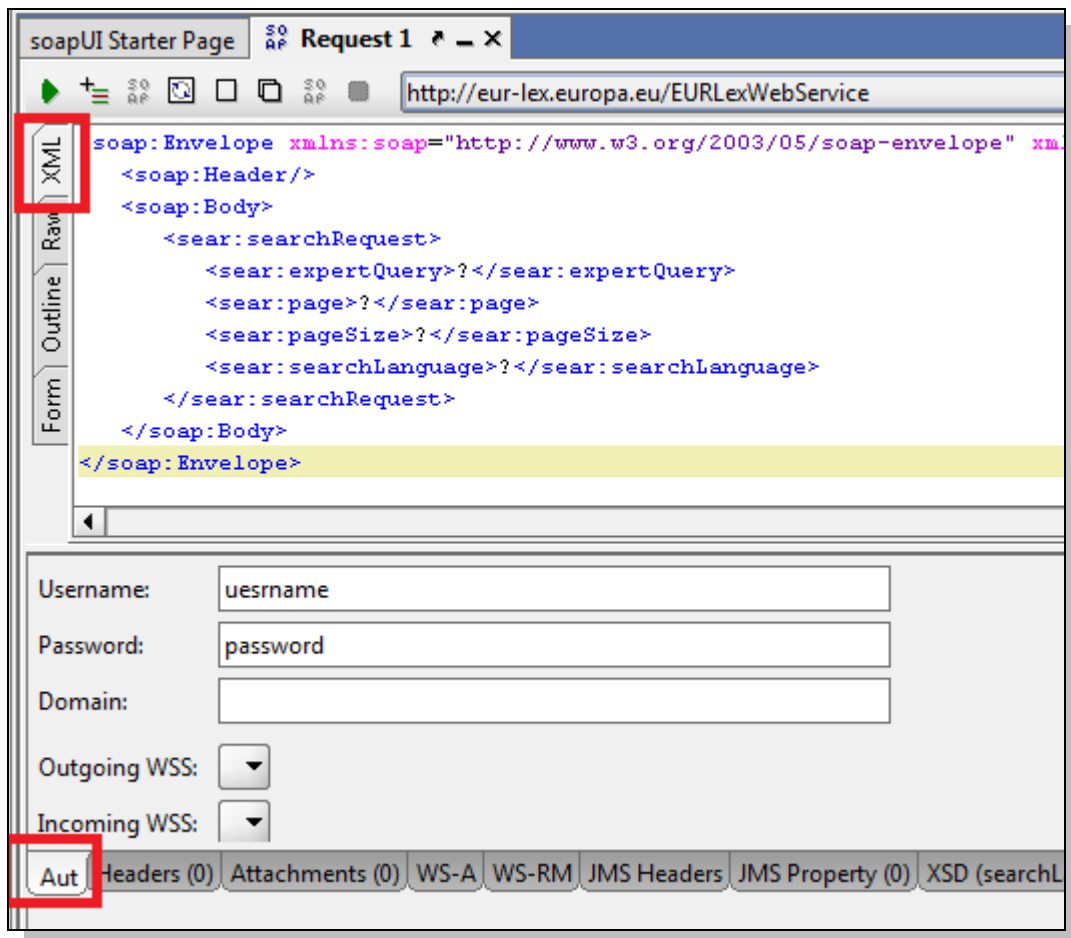 soapUI Starter Page
SOAP Request 1
SOAP SOAP http://eur-lex.europa.eu/EURLexWebService
XML
Raw
Outline
Form
soap:Envelope xmlns:soap="http://www.w3.org/2003/05/soap-envelope" xml
<soap:Header/>
<soap:Body>
<sear:searchRequest>
<sear:expertQuery>?</sear:expertQuery>
<sear:page>?</sear:page>
<sear:pageSize>?</sear:pageSize>
<sear:searchLanguage>?</sear:searchLanguage>
</sear:searchRequest>
</soap:Body>
</soap:Envelope>
Username: uesrname
Password: password
Domain:
Outgoing WSS:
Incoming WSS:
Aut Headers (0) Attachments (0) WS-A WS-RM JMS Headers JMS Property (0) XSD (searchL